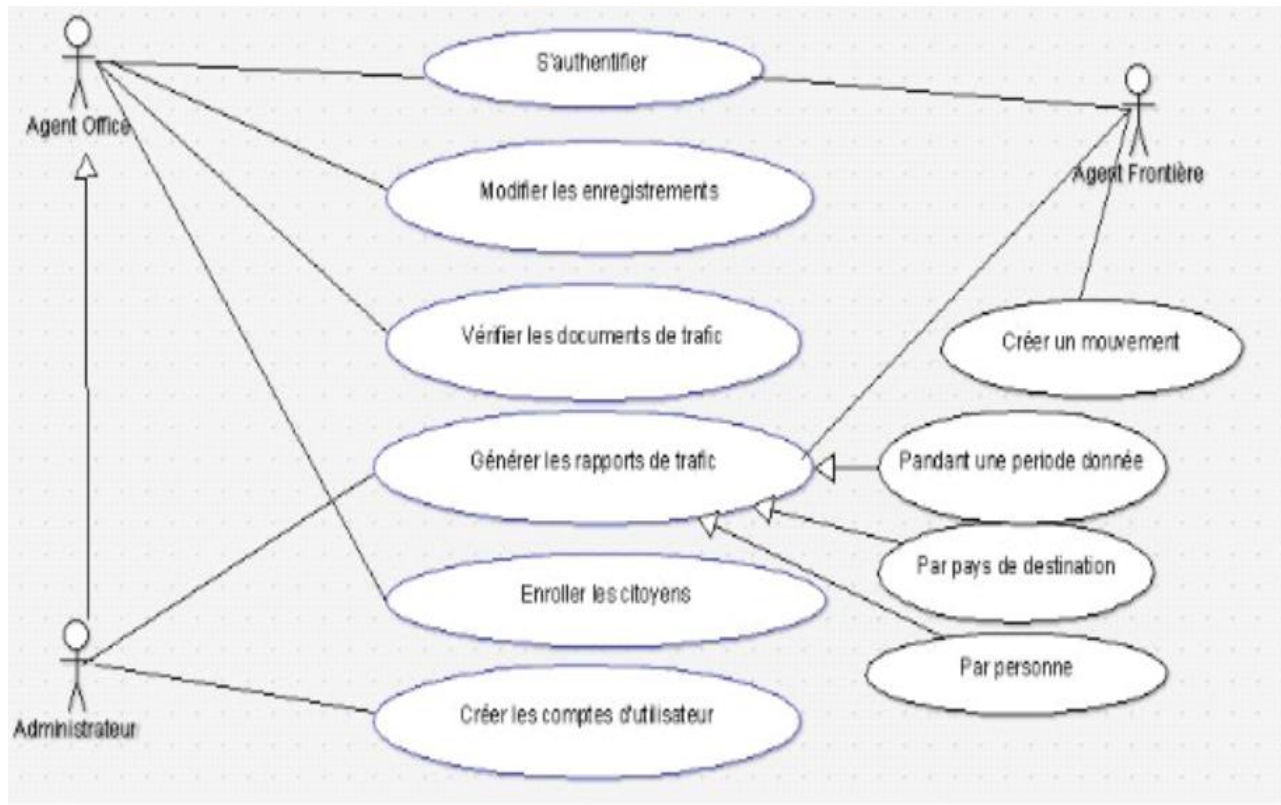 S'authentifier
Agent Office
Agent Frontière
Modifier les enregistrements
Vérifier les documents de trafic
Créer un mouvement
Générer les rapports de trafic
Pandant une periode donnée
Par pays de destination
Enroller les citoyens
Par personne
Créer les comptes d'utilisateur
Administrateur